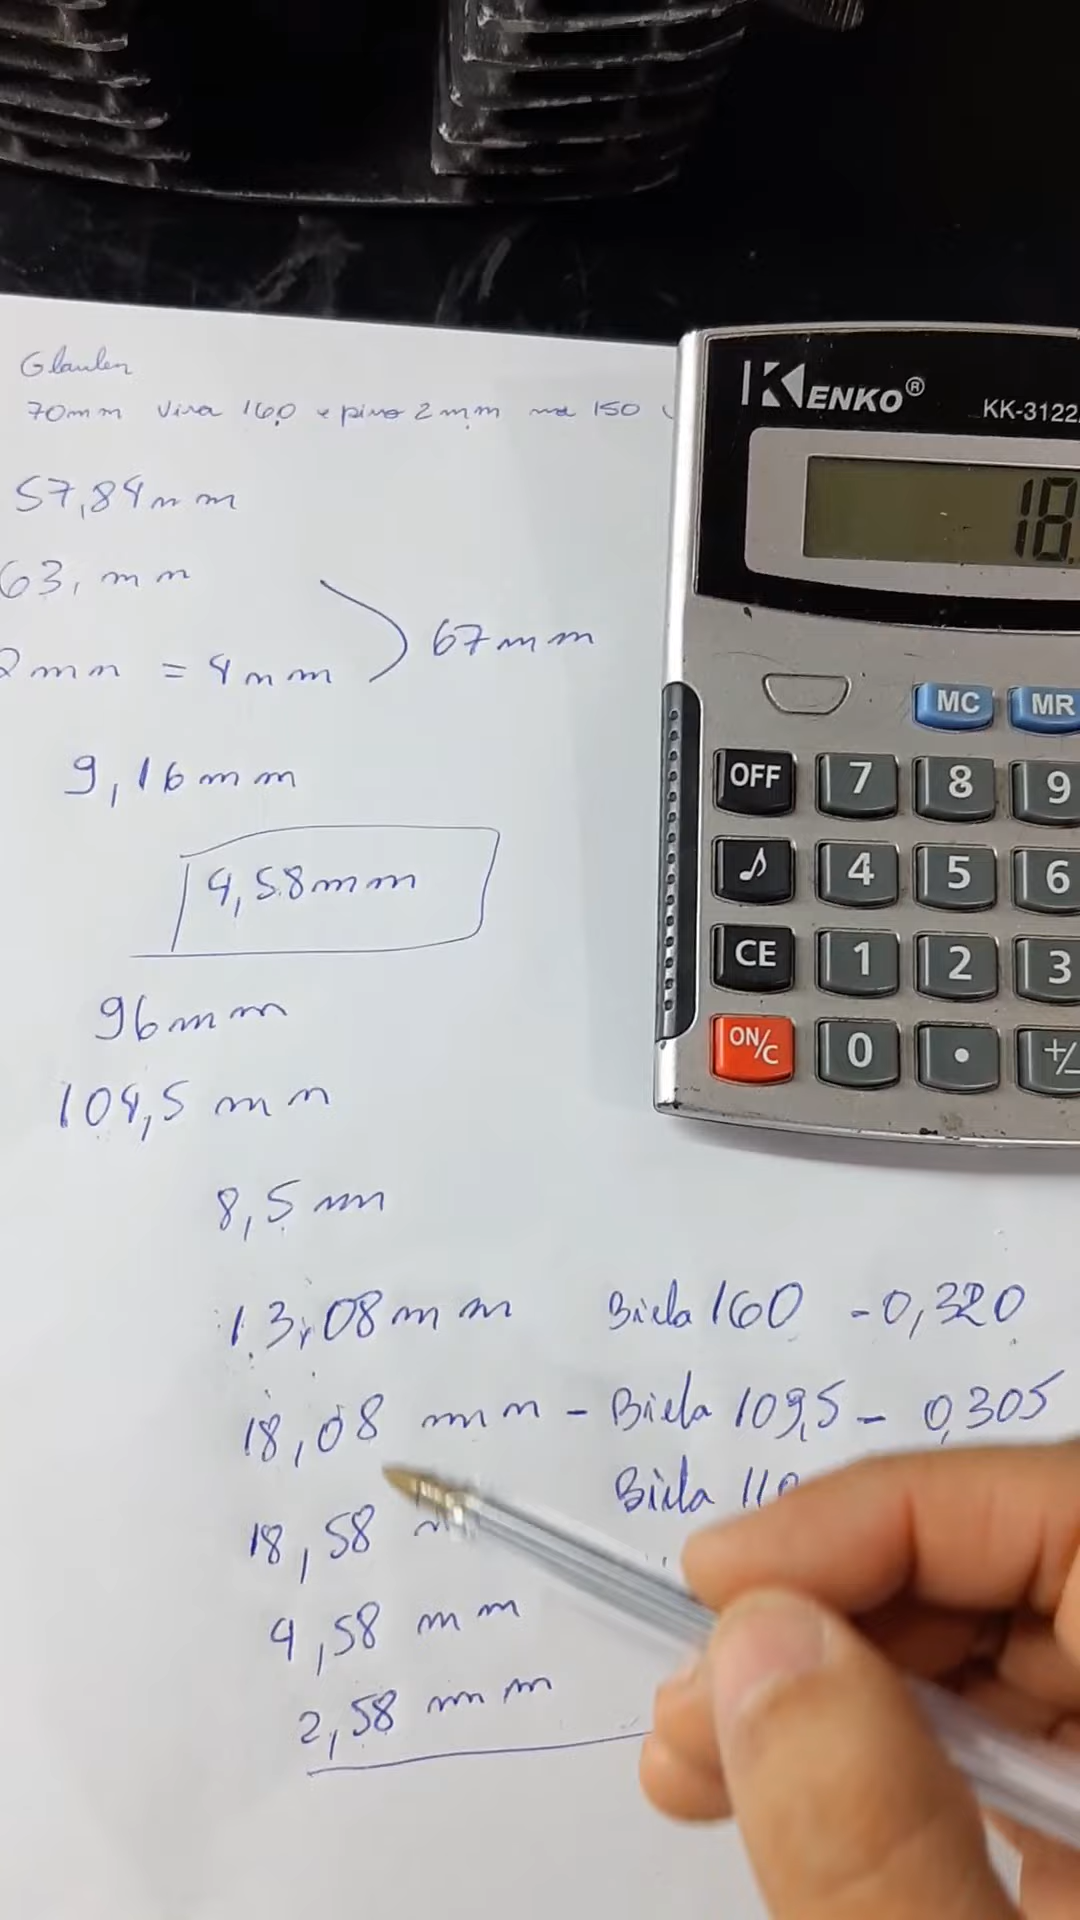 Glauber
70mm Vira 160 e pino 2mm na 150
57,84mm
63, mm
2mm = 4mm
67mm
9,16mm
4,58mm
96mm
104,5 mm
8,5 mm
13,08mm Biela 160 - 0,320
18,08 mm - Biela 109,5 - 0,305
Biela 110
18,58
4,58 mm
2,58 mm
KENKO®
KK-3122
18.
MC MR
OFF 7 8 9
♪ 4 5 6
CE 1 2 3
ON/C 0 • +/-